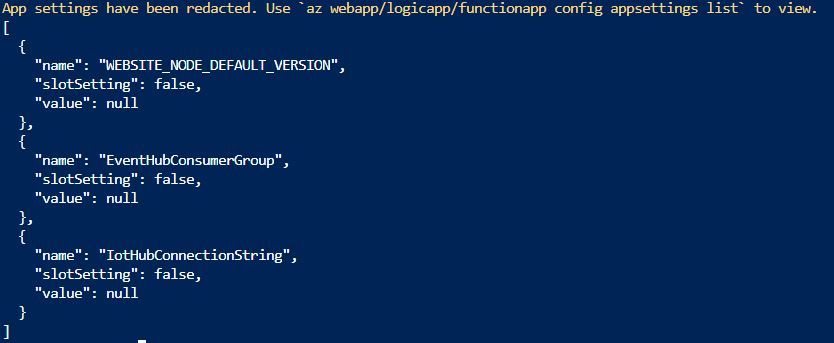 App settings have been redacted. Use `az webapp/logicapp/functionapp config appsettings list` to view.
[
  {
    "name": "WEBSITE_NODE_DEFAULT_VERSION",
    "slotSetting": false,
    "value": null
  },
  {
    "name": "EventHubConsumerGroup",
    "slotSetting": false,
    "value": null
  },
  {
    "name": "IotHubConnectionString",
    "slotSetting": false,
    "value": null
  }
]